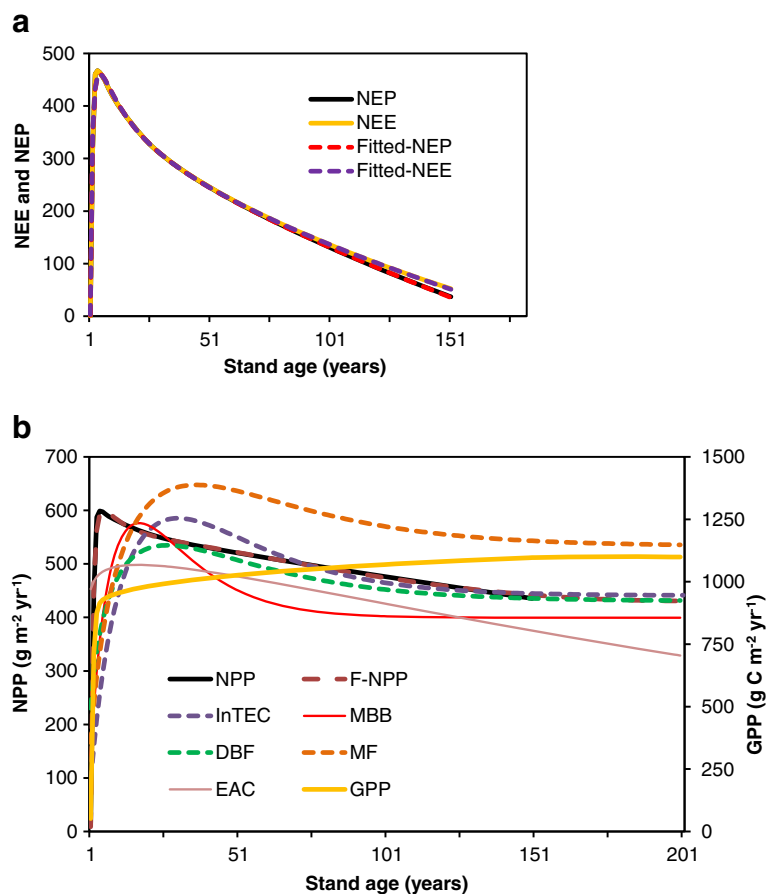 a
500
400
300
200
100
0
NEE and NEP
NEP
NEE
Fitted-NEP
Fitted-NEE
1 51 101 151
Stand age (years)
b
700
600
500
400
300
200
100
0
NPP (g m-2 yr-1)
1500
1250
1000
750
500
250
0
GPP (g C m-2 yr-1)
NPP F-NPP
InTEC MBB
DBF MF
EAC GPP
1 51 101 151 201
Stand age (years)